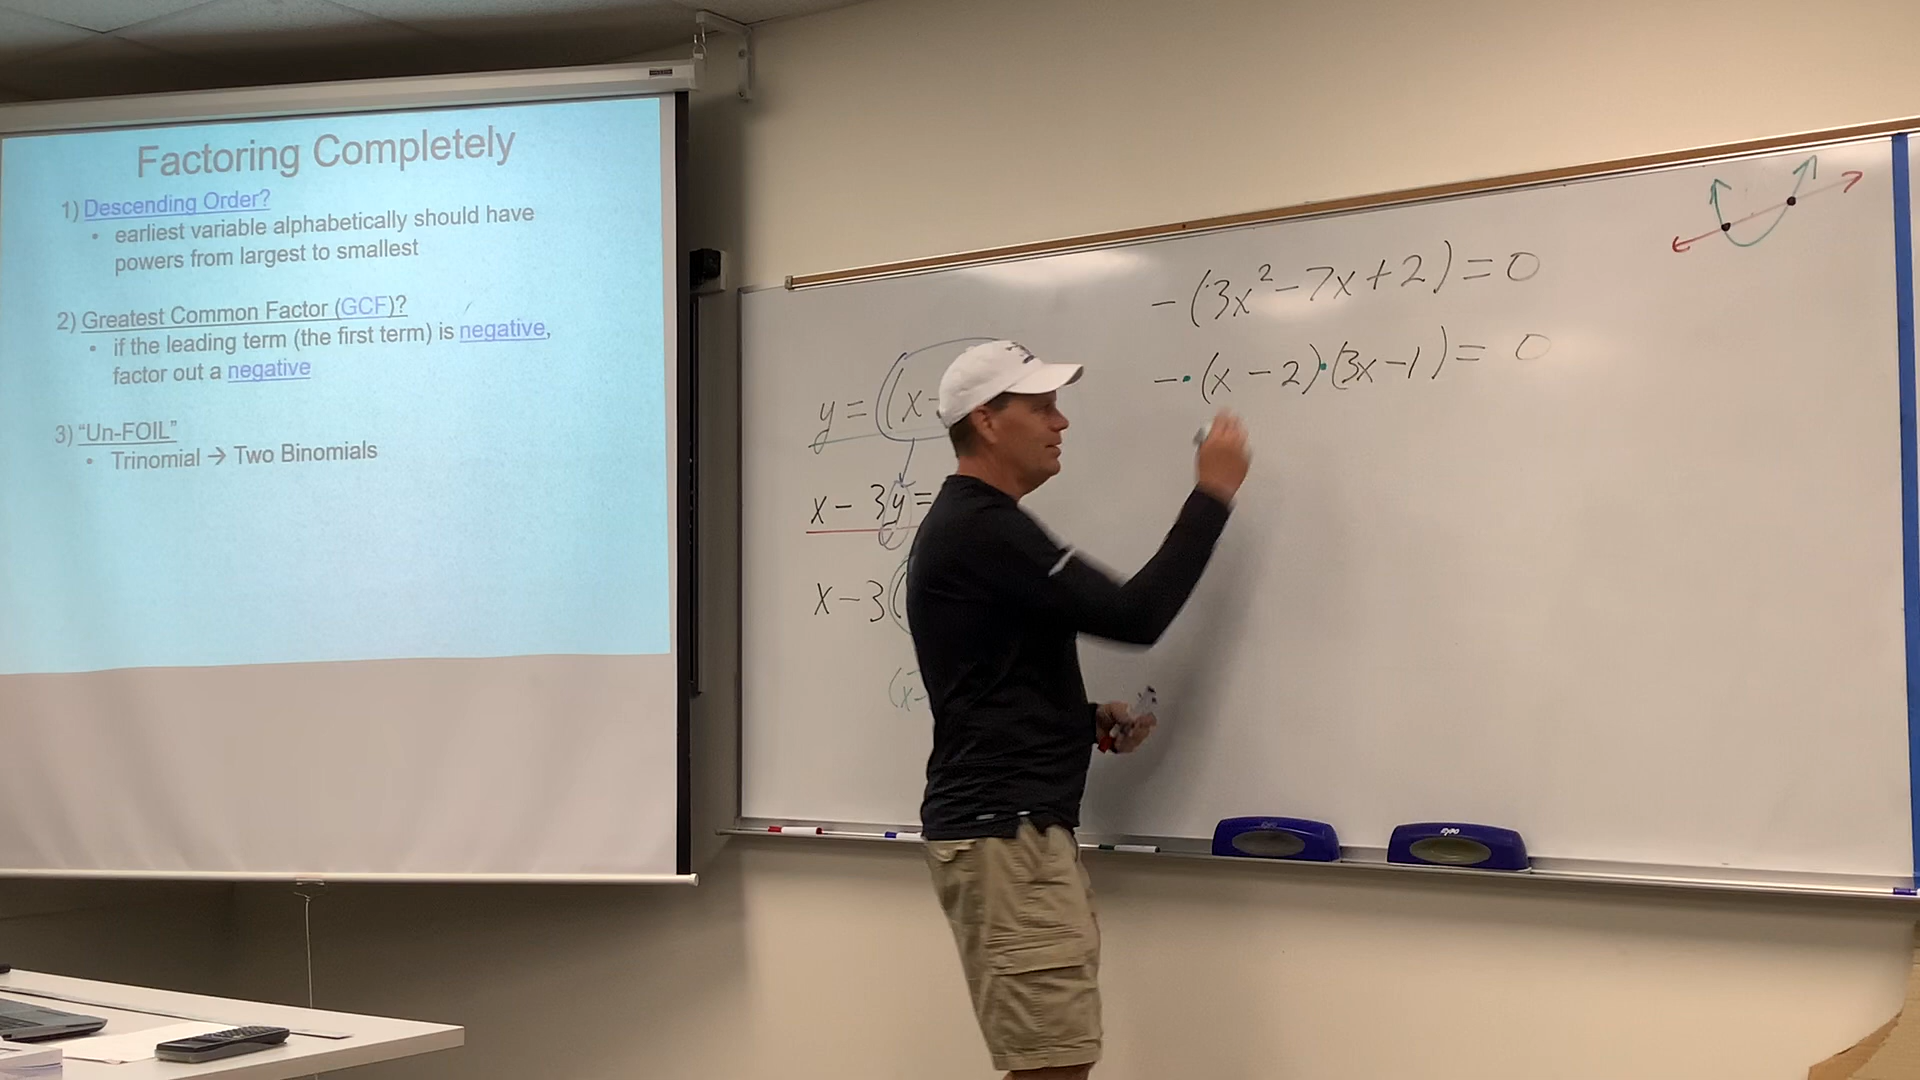 Factoring Completely
1) Descending Order?
• earliest variable alphabetically should have
powers from largest to smallest
2) Greatest Common Factor (GCF)?
• if the leading term (the first term) is negative,
factor out a negative
3) “Un-FOIL”
• Trinomial → Two Binomials
y = (x-
x - 3y =
x - 3(
(x-
-(3x² - 7x + 2) = 0
-•(x - 2)•(3x - 1) = 0
EXPO